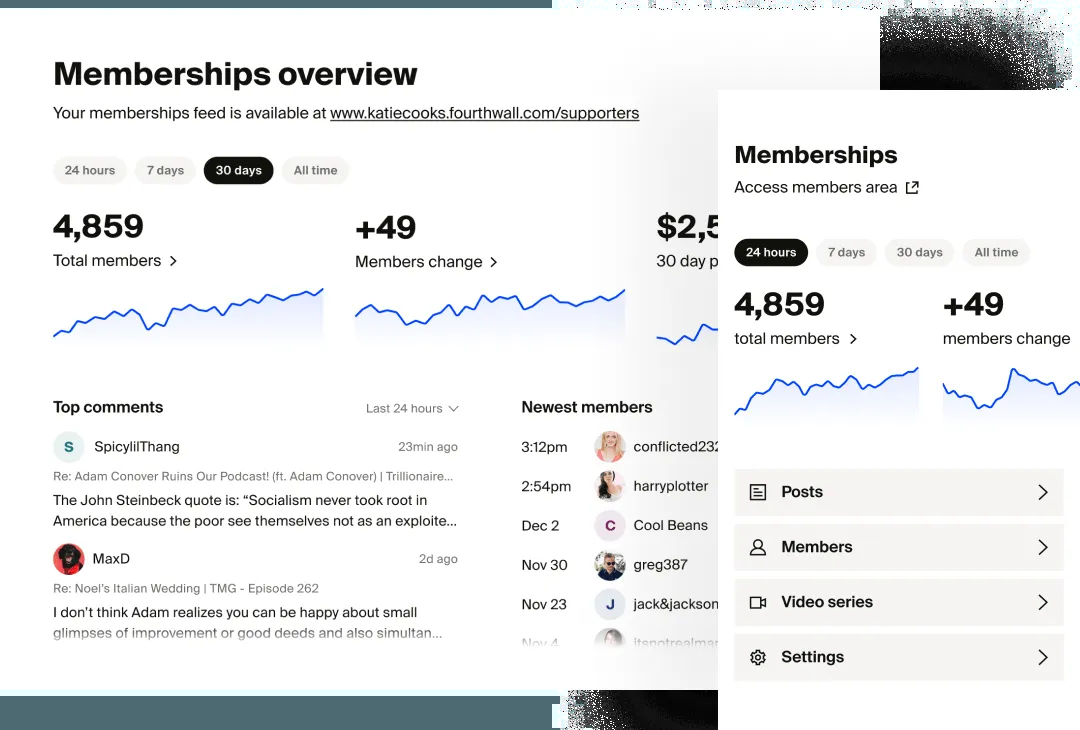 Memberships overview
Your memberships feed is available at www.katiecooks.fourthwall.com/supporters
24 hours
7 days
30 days
All time
4,859
Total members
+49
Members change
$2,5
30 day p
Top comments
Last 24 hours
S
SpicylilThang
23min ago
Re: Adam Conover Ruins Our Podcast! (ft. Adam Conover) | Trillionaire...
The John Steinbeck quote is: “Socialism never took root in
America because the poor see themselves not as an exploite...
MaxD
2d ago
Re: Noel’s Italian Wedding | TMG - Episode 262
I don’t think Adam realizes you can be happy about small
glimpses of improvement or good deeds and also simultan...
Newest members
3:12pm
conflicted232
2:54pm
harryplotter
Dec 2
C
Cool Beans
Nov 30
greg387
Nov 23
J
jack&jackson
Nov 4
itsnotrealmar
Memberships
Access members area
24 hours
7 days
30 days
All time
4,859
total members
+49
members change
Posts
Members
Video series
Settings